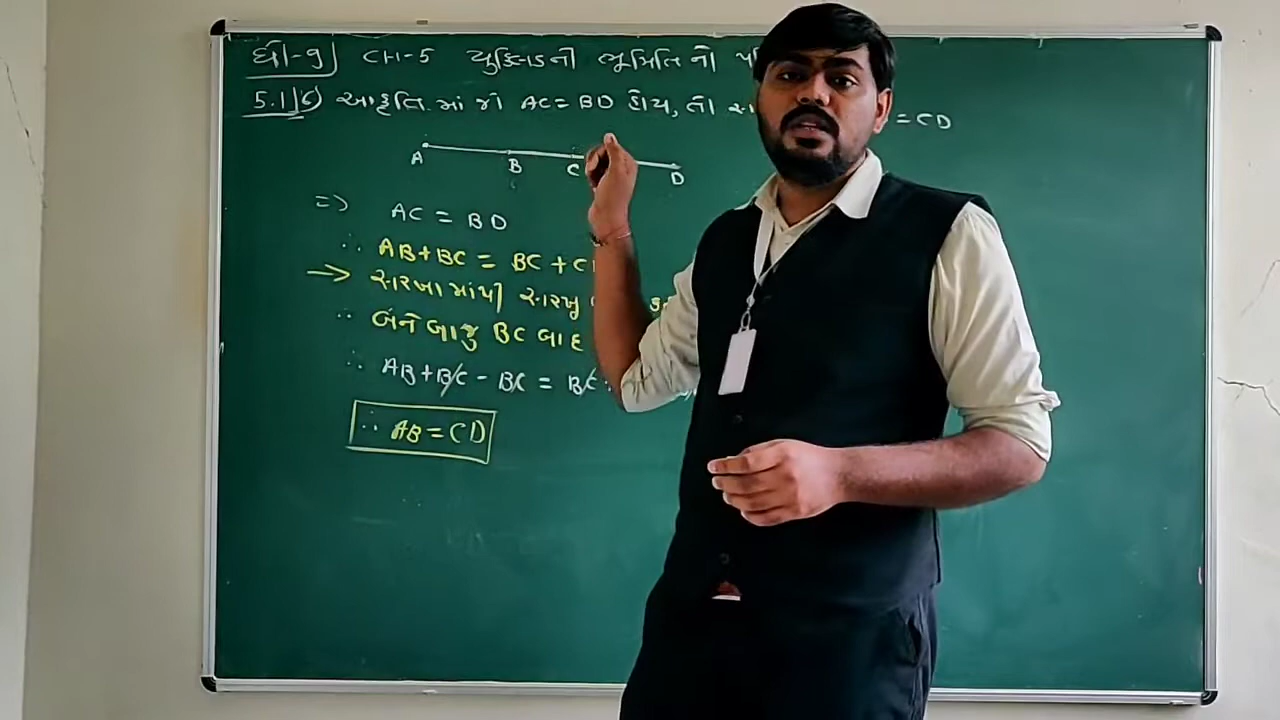 ધો-9 CH-5 યુક્લિડની ભૂમિતિ નો
5.1/6 આકૃતિ માં જો AC = BD હોય, તો = CD
A B C D
=> AC = BD
∴ AB + BC = BC + C
→ સરખા માંથી સરખુ
∴ બંને બાજુ BC બાદ
∴ AB + BC - BC = BC
∴ AB = CD